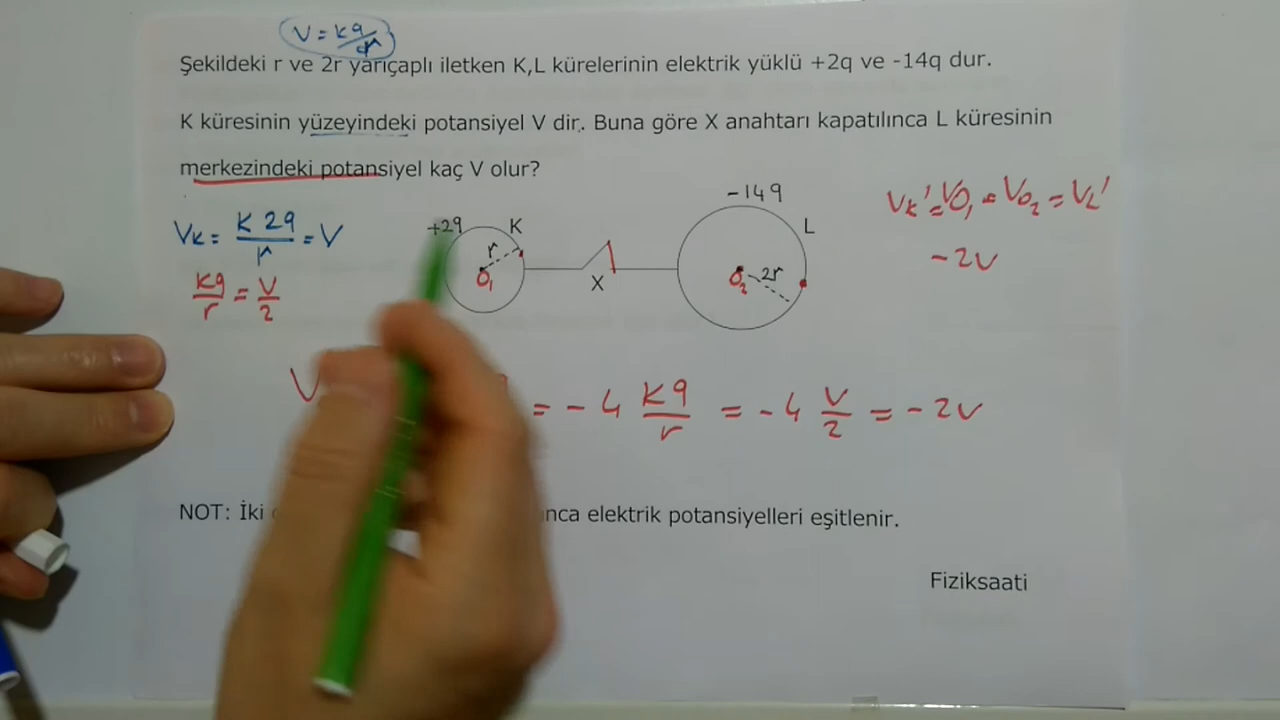 V = kq/r
Şekildeki r ve 2r yarıçaplı iletken K,L kürelerinin elektrik yüklü +2q ve -14q dur.
K küresinin yüzeyindeki potansiyel V dir. Buna göre X anahtarı kapatılınca L küresinin
merkezindeki potansiyel kaç V olur?
-14q
VK' = VO1 = VO2 = VL'
+2q K L
VK = K 2q/r = V
r
-2V
O1 X O2 2r
kq/r = V/2
V = -4 Kq/r = -4 V/2 = -2V
NOT: İki nca elektrik potansiyelleri eşitlenir.
Fiziksaati